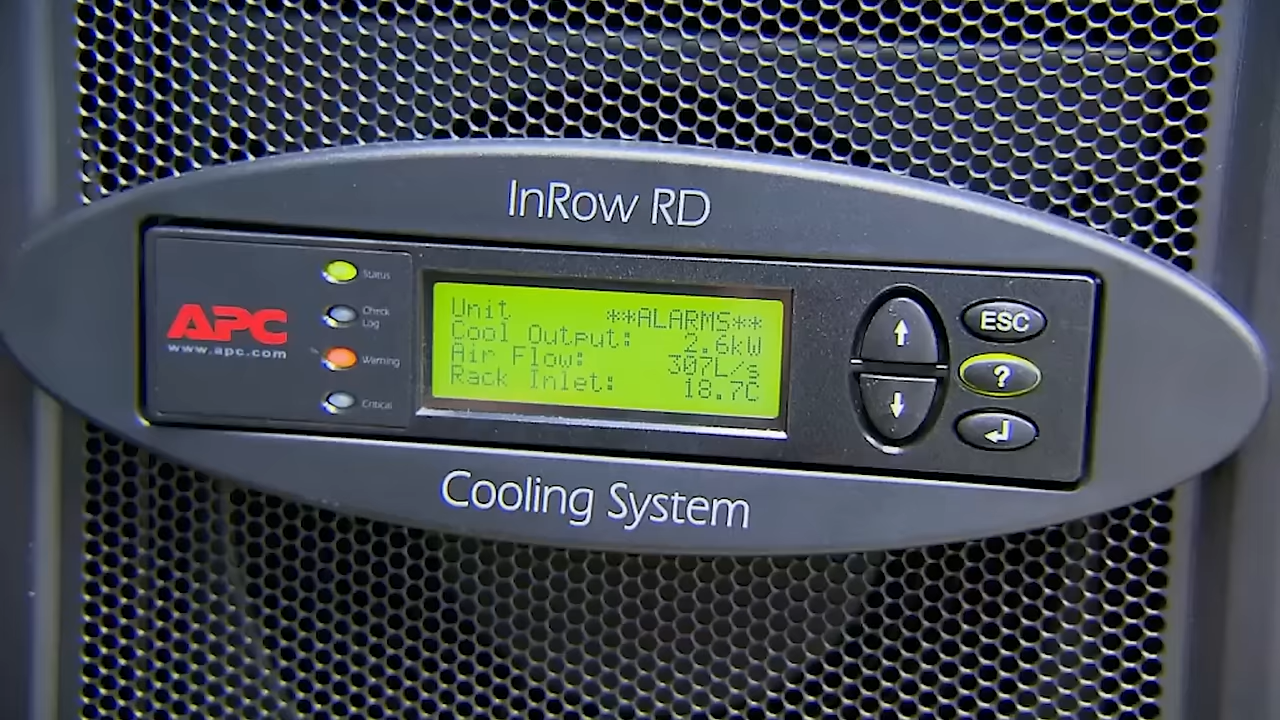 InRow RD
APC
www.apc.com
Status
Check
Log
Warning
Critical
Unit **ALARMS**
Cool Output: 2.6kW
Air Flow: 307L/s
Rack Inlet: 18.7C
↑
↓
ESC
?
↵
Cooling System